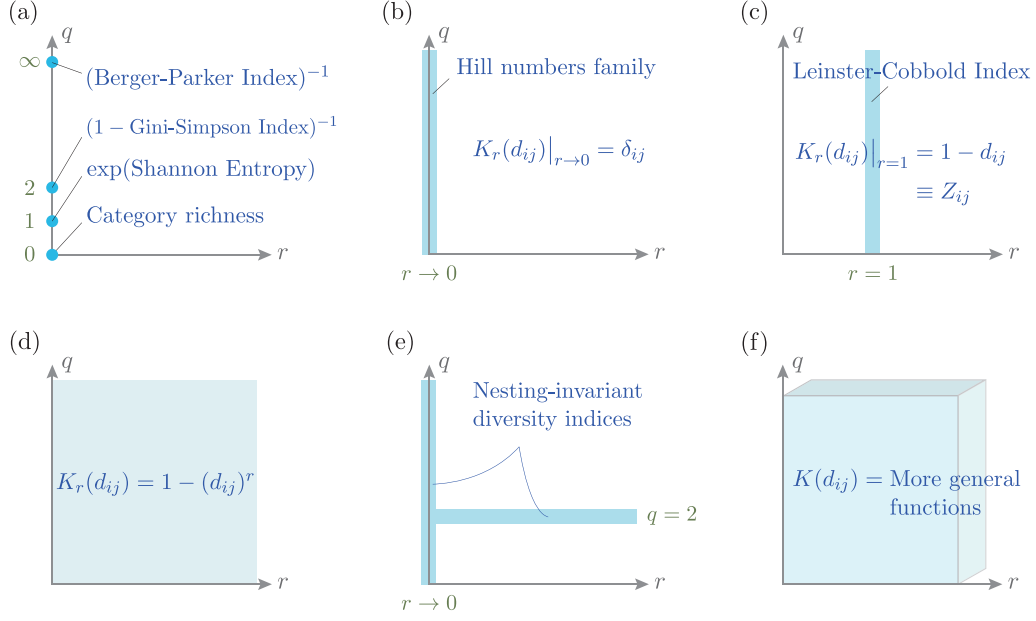 (a)
q
∞
(Berger-Parker Index)⁻¹
(1 − Gini-Simpson Index)⁻¹
exp(Shannon Entropy)
2
1
Category richness
0
r
(b)
q
Hill numbers family
K_r(d_ij)|_{r→0} = δ_ij
r
r → 0
(c)
q
Leinster-Cobbold Index
K_r(d_ij)|_{r=1} = 1 − d_ij
≡ Z_ij
r
r = 1
(d)
q
K_r(d_ij) = 1 − (d_ij)^r
r
(e)
q
Nesting-invariant
diversity indices
q = 2
r
r → 0
(f)
q
K(d_ij) = More general
functions
r